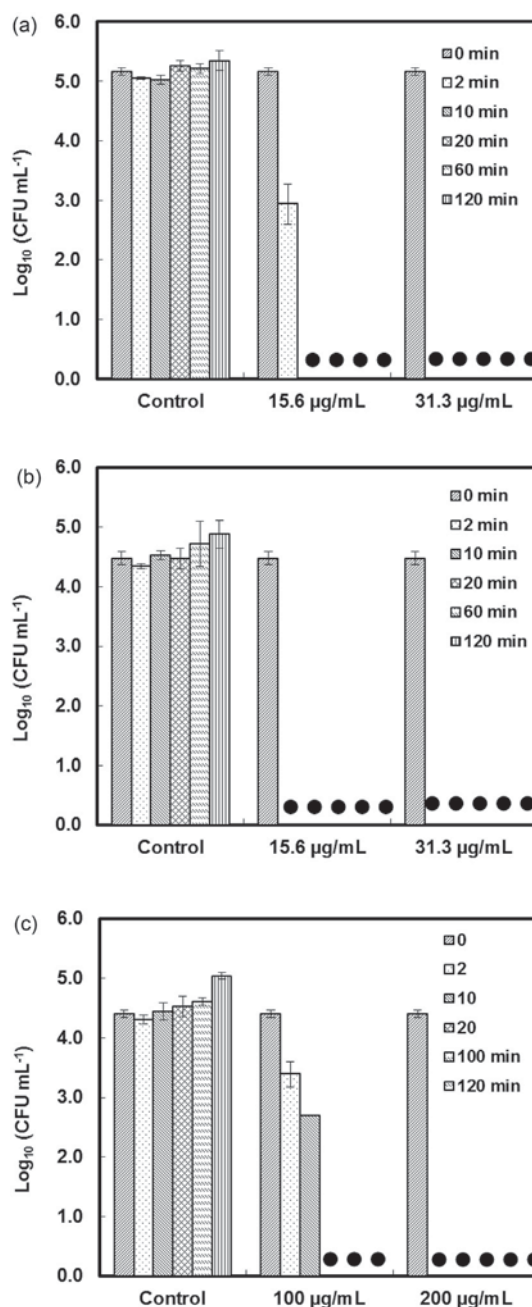 (a)
6.0
5.0
4.0
3.0
2.0
1.0
0.0
Log₁₀ (CFU mL⁻¹)
0 min
2 min
10 min
20 min
60 min
120 min
Control 15.6 µg/mL 31.3 µg/mL
(b)
6.0
5.0
4.0
3.0
2.0
1.0
0.0
Log₁₀ (CFU mL⁻¹)
0 min
2 min
10 min
20 min
60 min
120 min
Control 15.6 µg/mL 31.3 µg/mL
(c)
6.0
5.0
4.0
3.0
2.0
1.0
0.0
Log₁₀ (CFU mL⁻¹)
0
2
10
20
100 min
120 min
Control 100 µg/mL 200 µg/mL